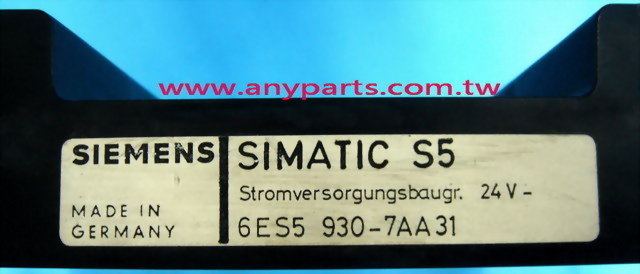 www.anyparts.com.tw
SIEMENS
MADE IN
GERMANY
SIMATIC S5
Stromversorgungsbaugr. 24V-
6ES5 930-7AA31